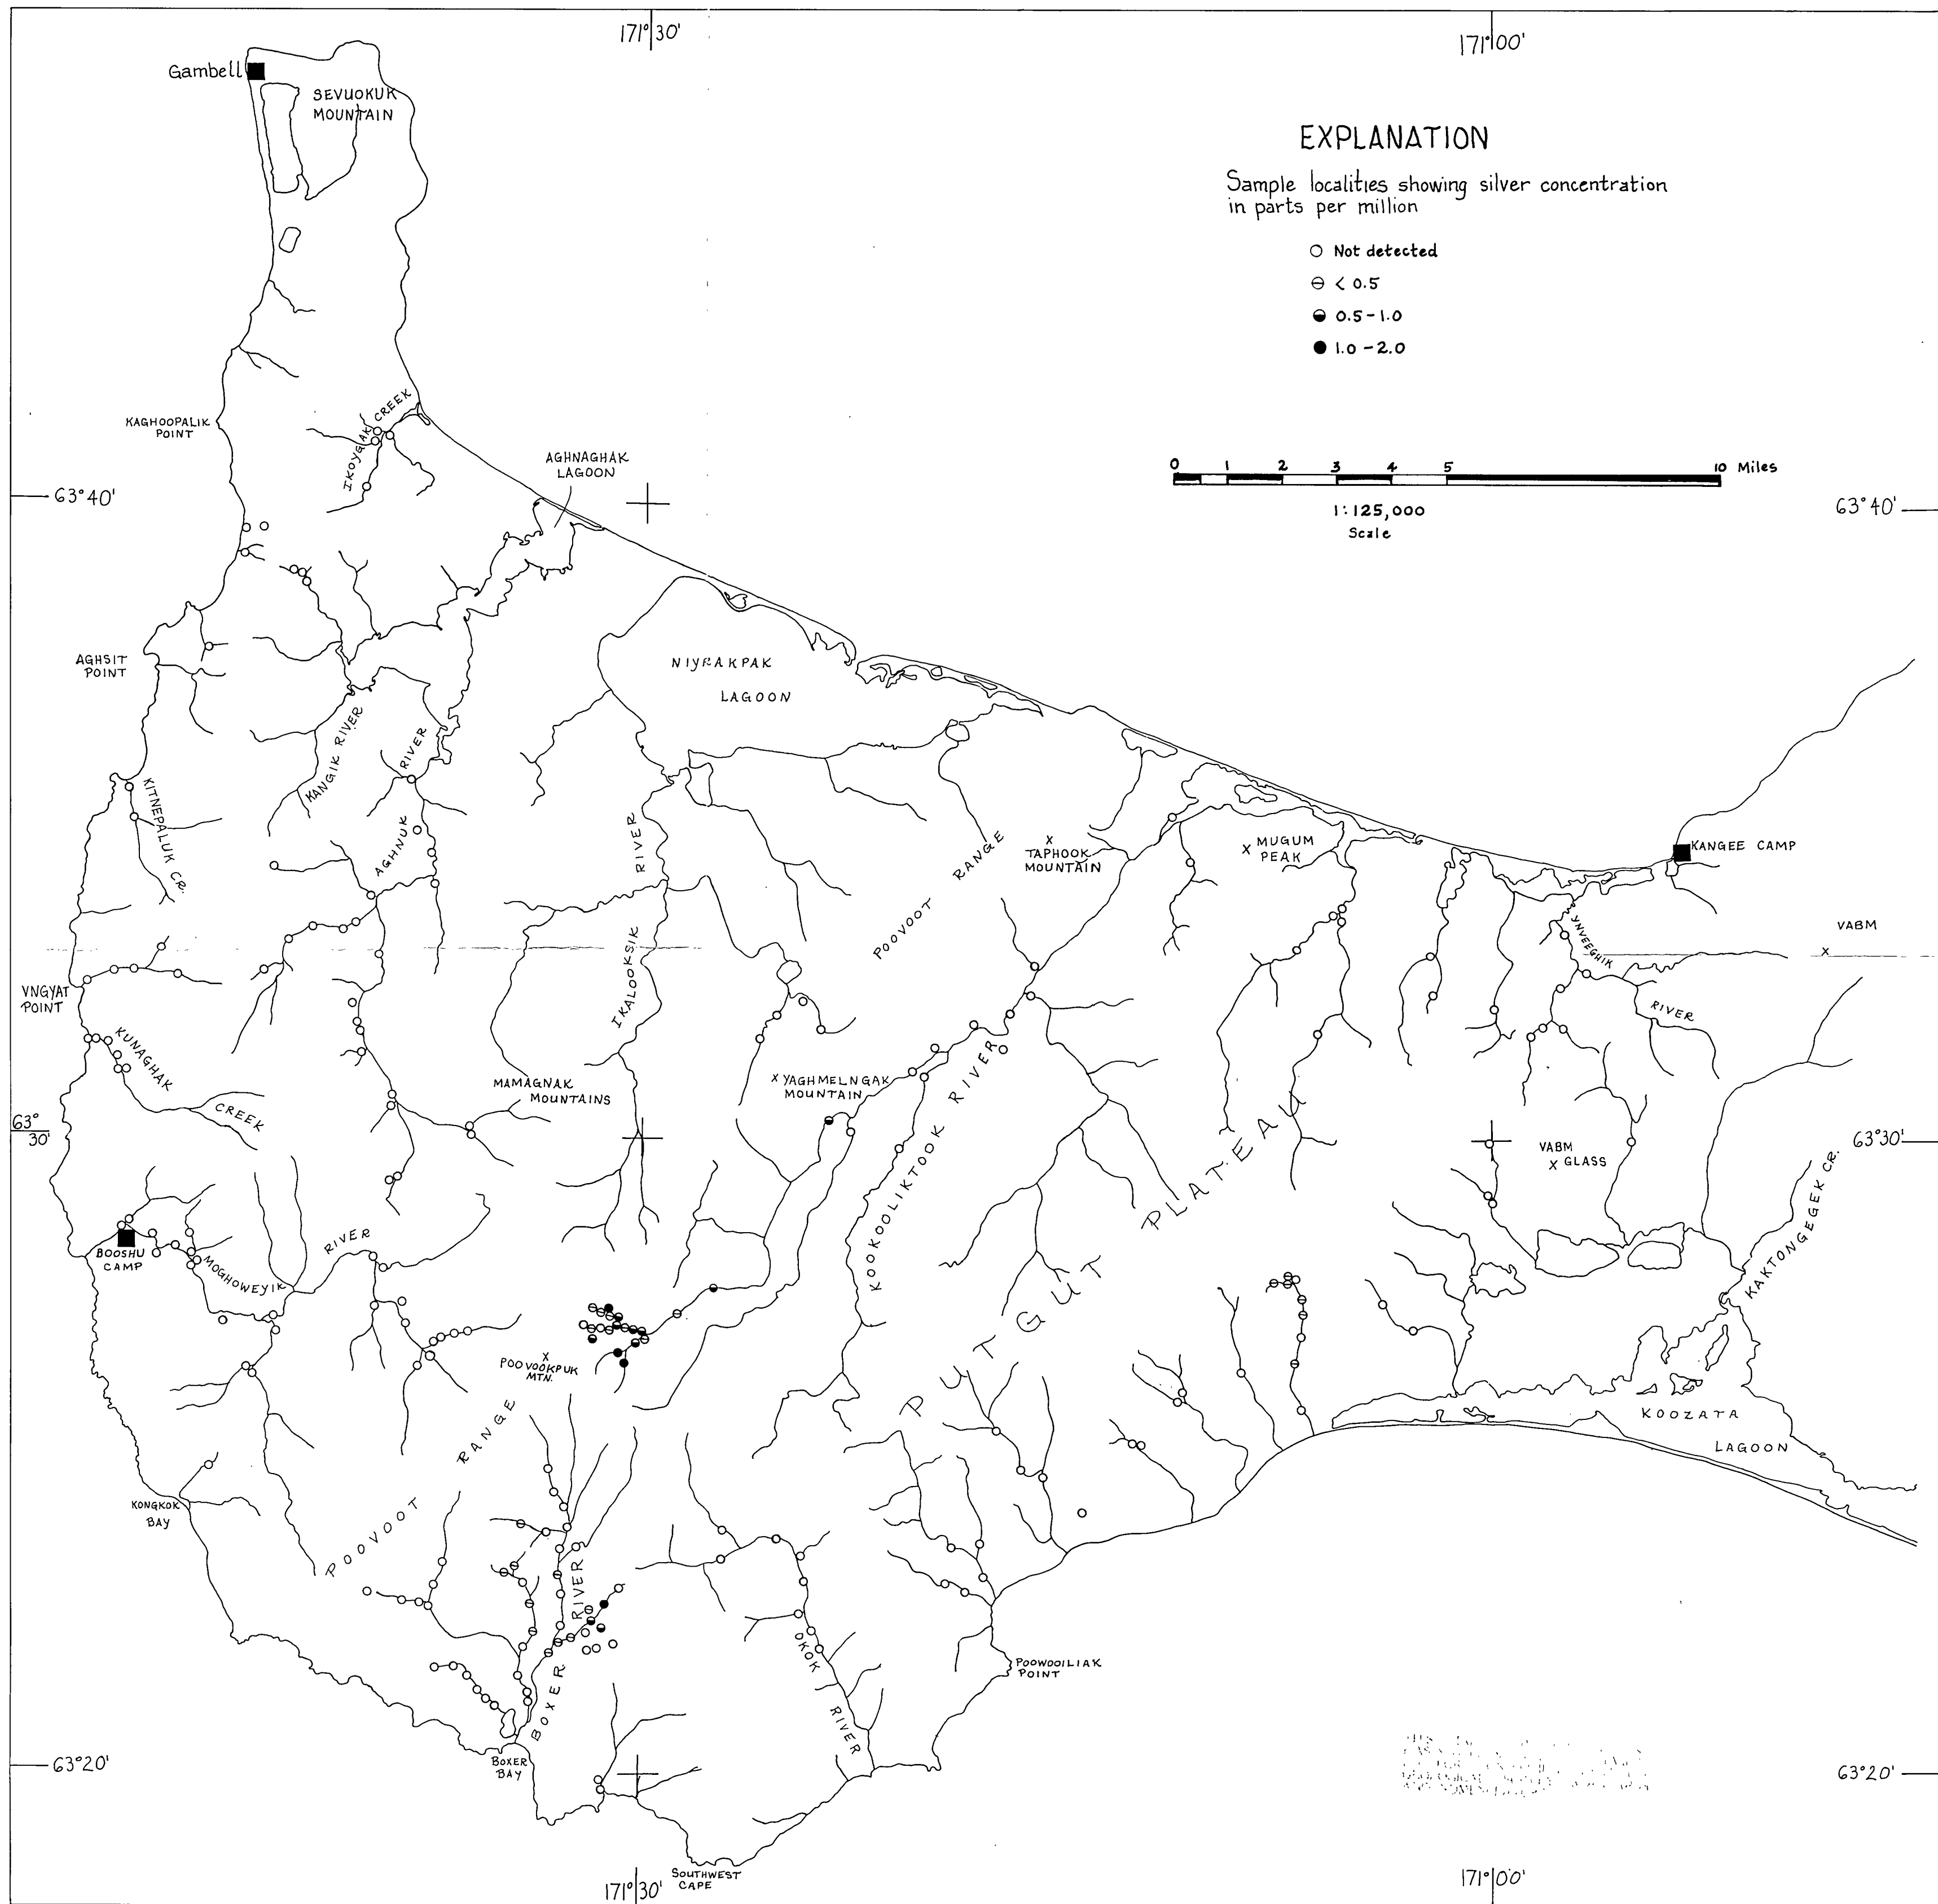 171°30'
171°00'
Gambell
SEVUOKUK
MOUNTAIN
EXPLANATION
Sample localities showing silver concentration
in parts per million
Not detected
< 0.5
0.5-1.0
1.0-2.0
KAGHOOPALIK
POINT
IKOYGIAK CREEK
AGHNAGHAK
LAGOON
0 1 2 3 4 5 10 Miles
1:125,000
Scale
63°40'
63°40'
AGHSIT
POINT
NIYRAKPAK
LAGOON
KANGIK RIVER
AGHNUK RIVER
KITNEPALUK CR.
IKALOOKSIK RIVER
POOVOOT RANGE
X
TAPHOOK
MOUNTAIN
X MUGUM
PEAK
KANGEE CAMP
VABM
X
YNVEEGHIK
RIVER
VNGYAT
POINT
KUNAGHAK
CREEK
MAMAGNAK
MOUNTAINS
X YAGHMELNGAK
MOUNTAIN
KOOKOOLIKTOOK RIVER
63°
30'
63°30'
VABM
X GLASS
PUTGUT PLATEAU
KAKTONGEGEK CR.
BOOSHU
CAMP
MOGHOWEYIK
RIVER
X
POOVOOKPUK
MTN.
POOVOOT RANGE
KOOZATA
LAGOON
KONGKOK
BAY
BOXER RIVER
OKOK RIVER
POOWOOILIAK
POINT
BOXER
BAY
63°20'
63°20'
SOUTHWEST
CAPE
171°30'
171°00'